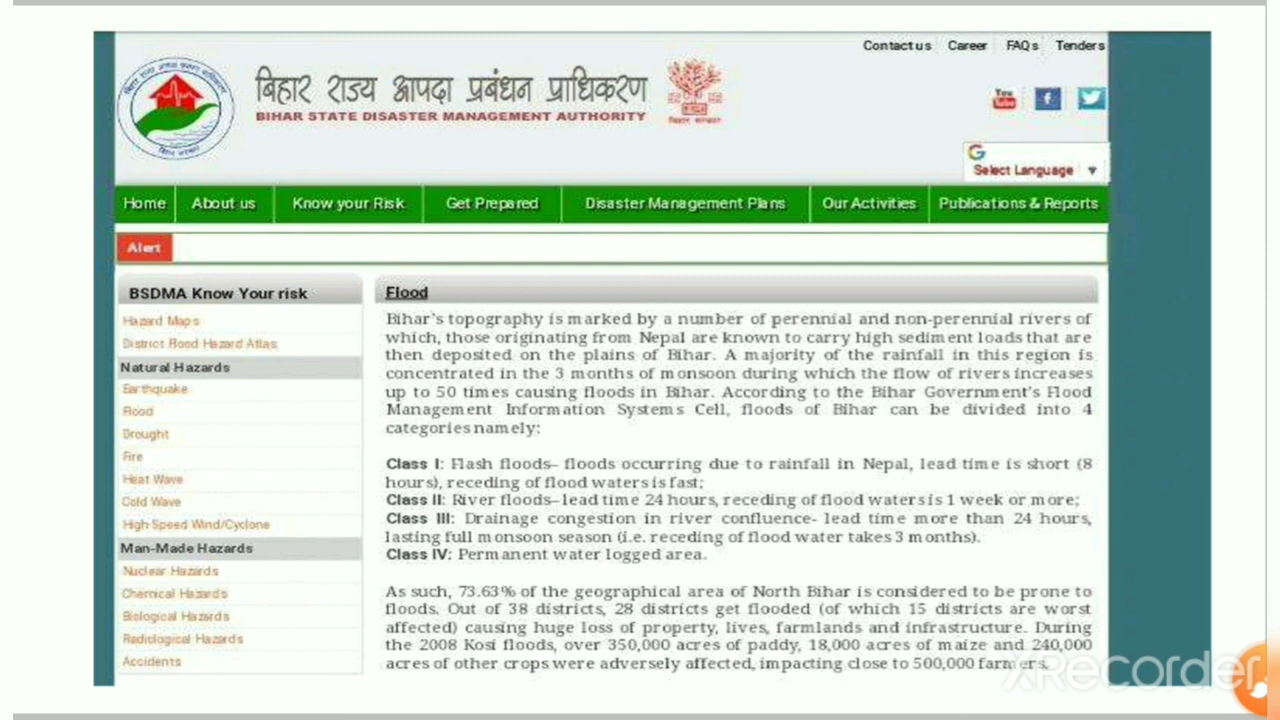 Contact us Career FAQs Tenders
बिहार राज्य आपदा प्रबंधन प्राधिकरण
BIHAR STATE DISASTER MANAGEMENT AUTHORITY
बिहार सरकार
You Tube
Select Language ▼
Home About us Know your Risk Get Prepared Disaster Management Plans Our Activities Publications & Reports
Alert
BSDMA Know Your risk
Hazard Maps
District Flood Hazard Atlas
Natural Hazards
Earthquake
Flood
Drought
Fire
Heat Wave
Cold Wave
High Speed Wind/Cyclone
Man-Made Hazards
Nuclear Hazards
Chemical Hazards
Biological Hazards
Radiological Hazards
Accidents
Flood
Bihar's topography is marked by a number of perennial and non-perennial rivers of
which, those originating from Nepal are known to carry high sediment loads that are
then deposited on the plains of Bihar. A majority of the rainfall in this region is
concentrated in the 3 months of monsoon during which the flow of rivers increases
up to 50 times causing floods in Bihar. According to the Bihar Government's Flood
Management Information Systems Cell, floods of Bihar can be divided into 4
categories namely:
Class I: Flash floods– floods occurring due to rainfall in Nepal, lead time is short (8
hours), receding of flood waters is fast;
Class II: River floods– lead time 24 hours, receding of flood waters is 1 week or more;
Class III: Drainage congestion in river confluence- lead time more than 24 hours,
lasting full monsoon season (i.e. receding of flood water takes 3 months).
Class IV: Permanent water logged area.
As such, 73.63% of the geographical area of North Bihar is considered to be prone to
floods. Out of 38 districts, 28 districts get flooded (of which 15 districts are worst
affected) causing huge loss of property, lives, farmlands and infrastructure. During
the 2008 Kosi floods, over 350,000 acres of paddy, 18,000 acres of maize and 240,000
acres of other crops were adversely affected, impacting close to 500,000 farmers.
XRecorder